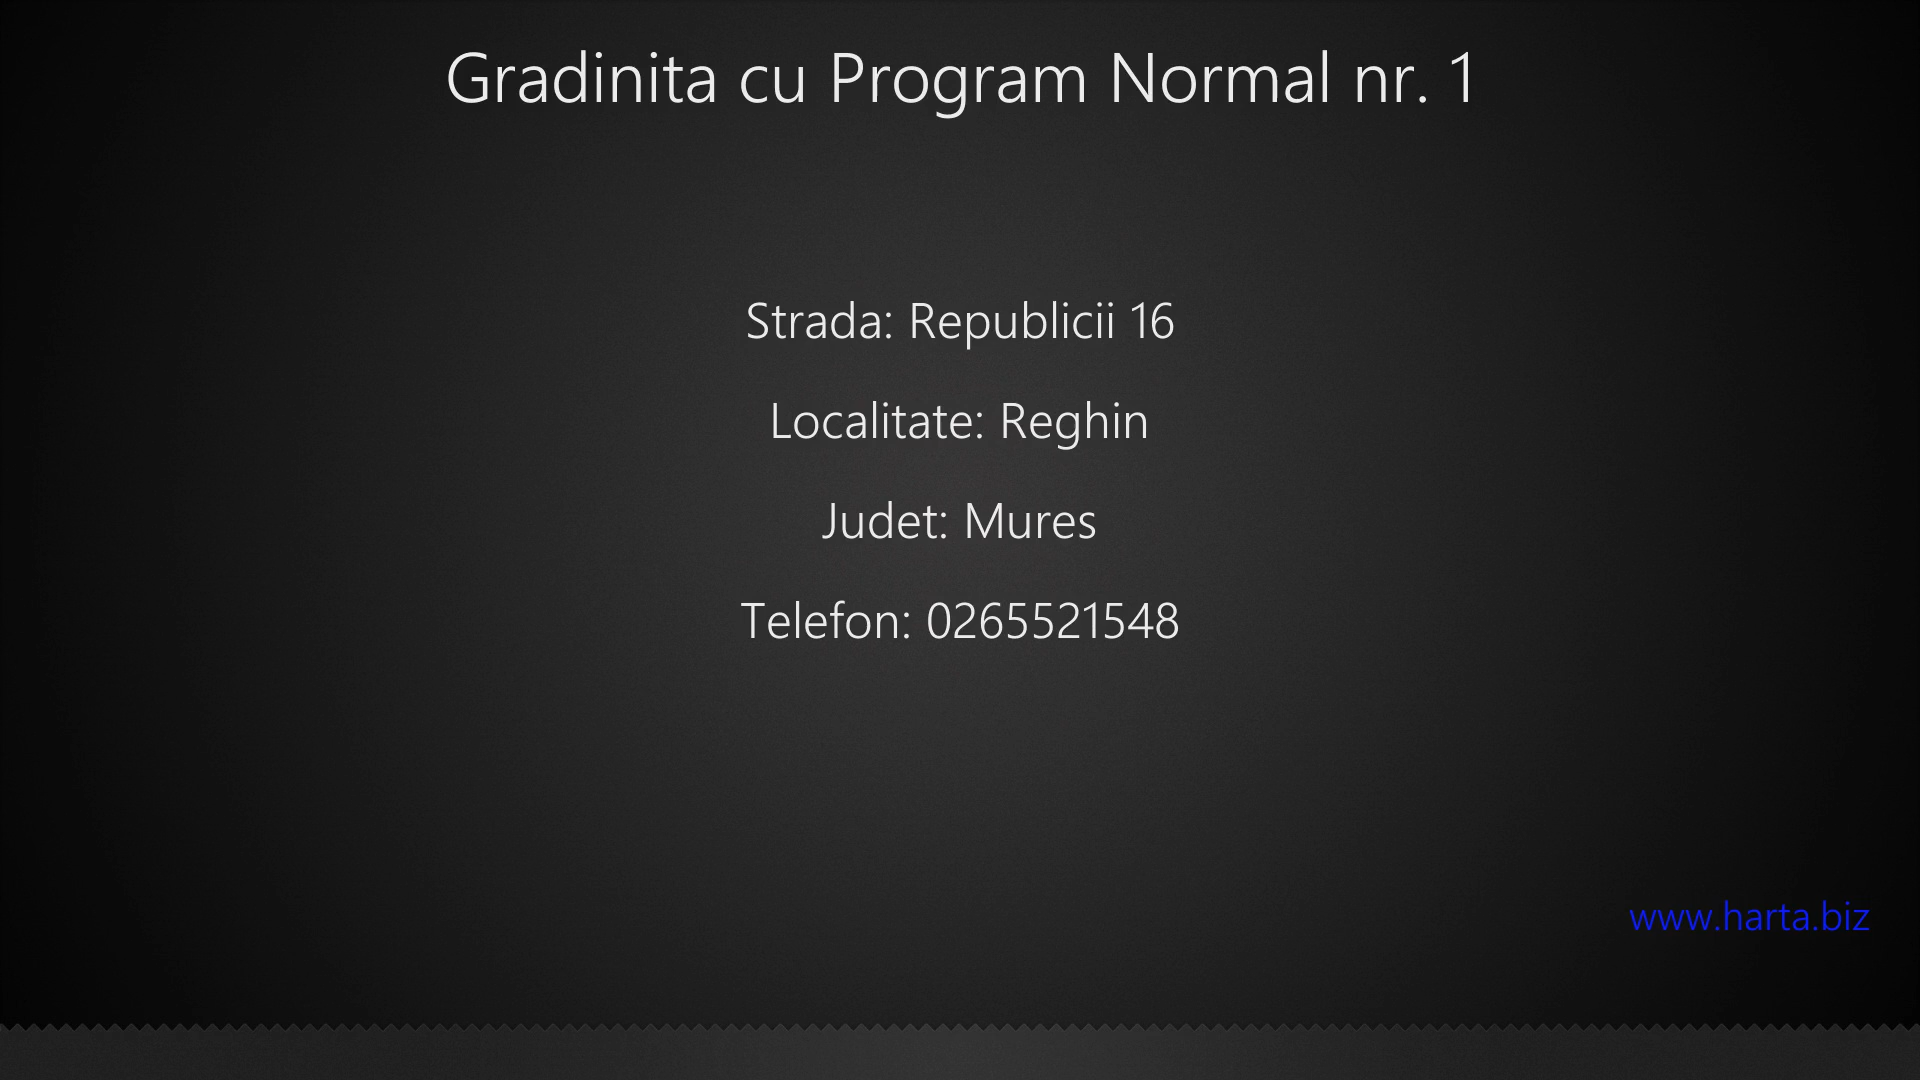 Gradinita cu Program Normal nr. 1
Strada: Republicii 16
Localitate: Reghin
Judet: Mures
Telefon: 0265521548
www.harta.biz